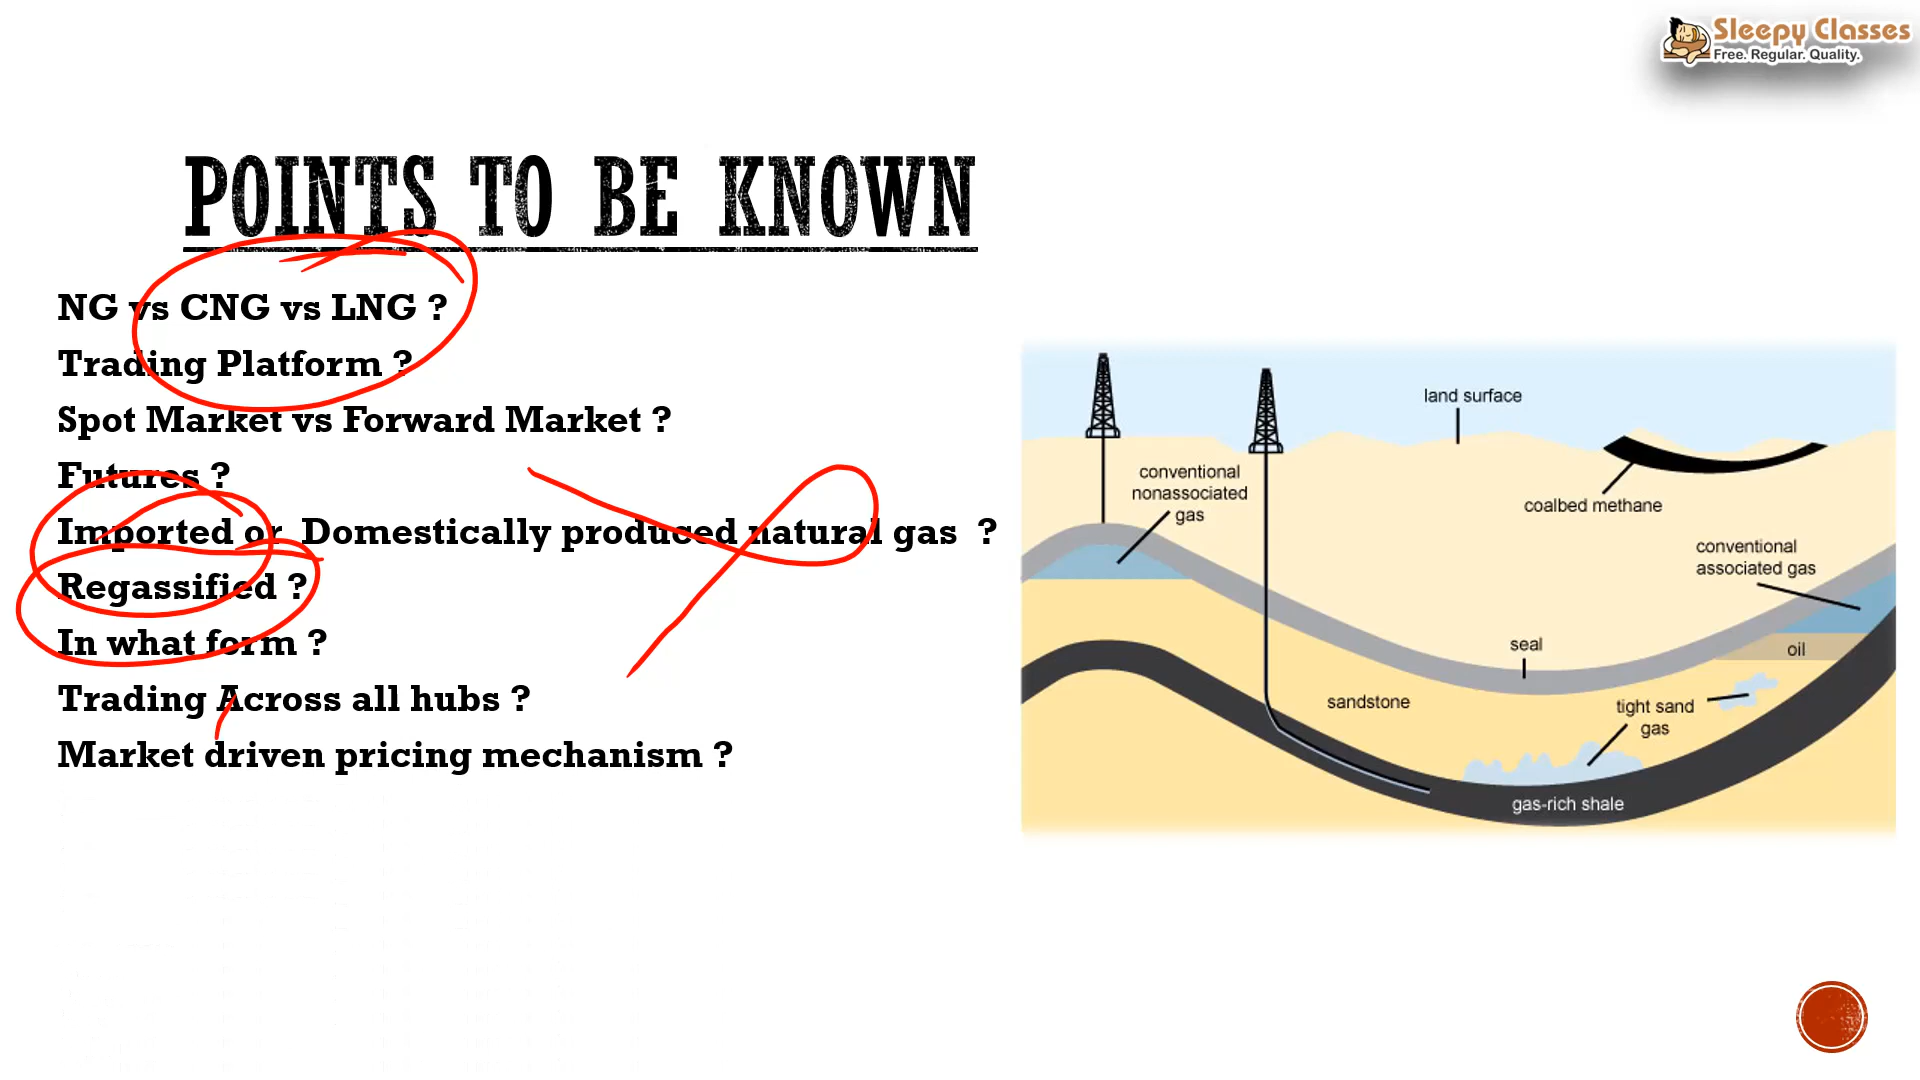 Sleepy Classes
Free. Regular. Quality.
POINTS TO BE KNOWN
NG vs CNG vs LNG ?
Trading Platform ?
Spot Market vs Forward Market ?
Futures ?
Imported or Domestically produced natural gas ?
Regassified ?
In what form ?
Trading Across all hubs ?
Market driven pricing mechanism ?
land surface
conventional
nonassociated
gas
coalbed methane
conventional
associated gas
seal
oil
sandstone
tight sand
gas
gas-rich shale